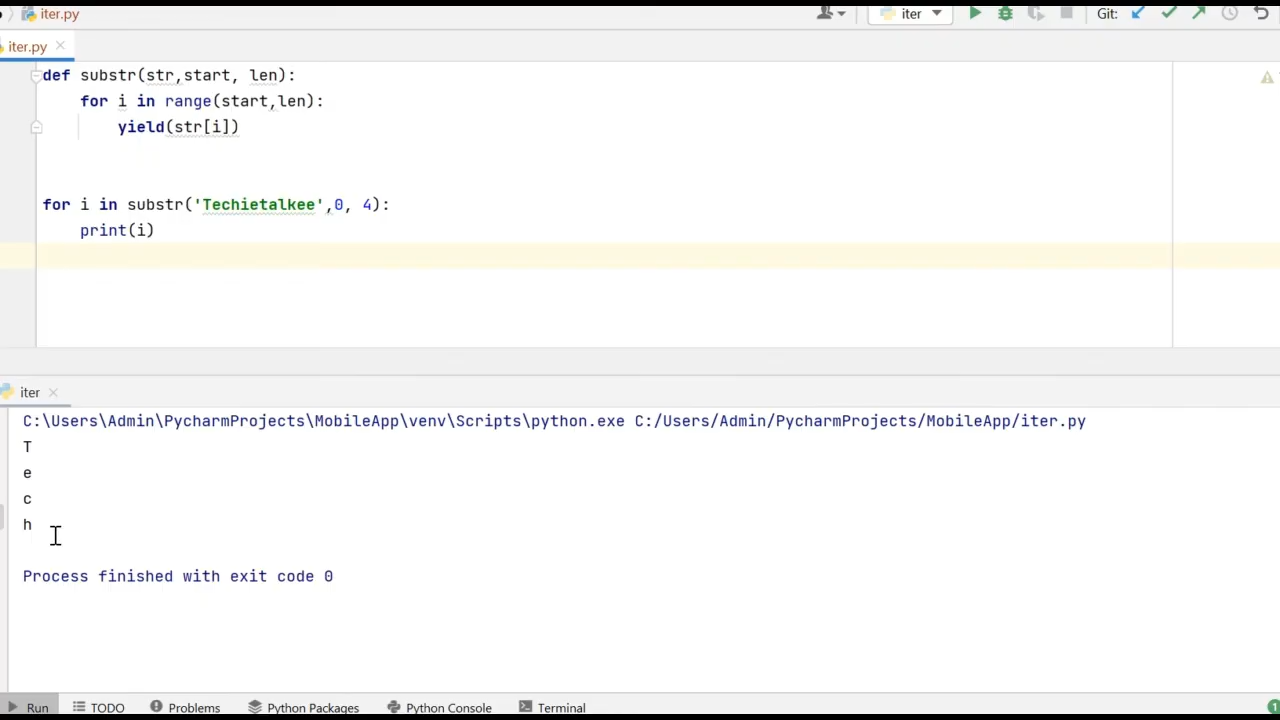 iter.py
iter
Git:
iter.py
def substr(str,start, len):
    for i in range(start,len):
        yield(str[i])
for i in substr('Techietalkee',0, 4):
    print(i)
iter
C:\Users\Admin\PycharmProjects\MobileApp\venv\Scripts\python.exe C:/Users/Admin/PycharmProjects/MobileApp/iter.py
T
e
c
h
Process finished with exit code 0
Run TODO Problems Python Packages Python Console Terminal 1